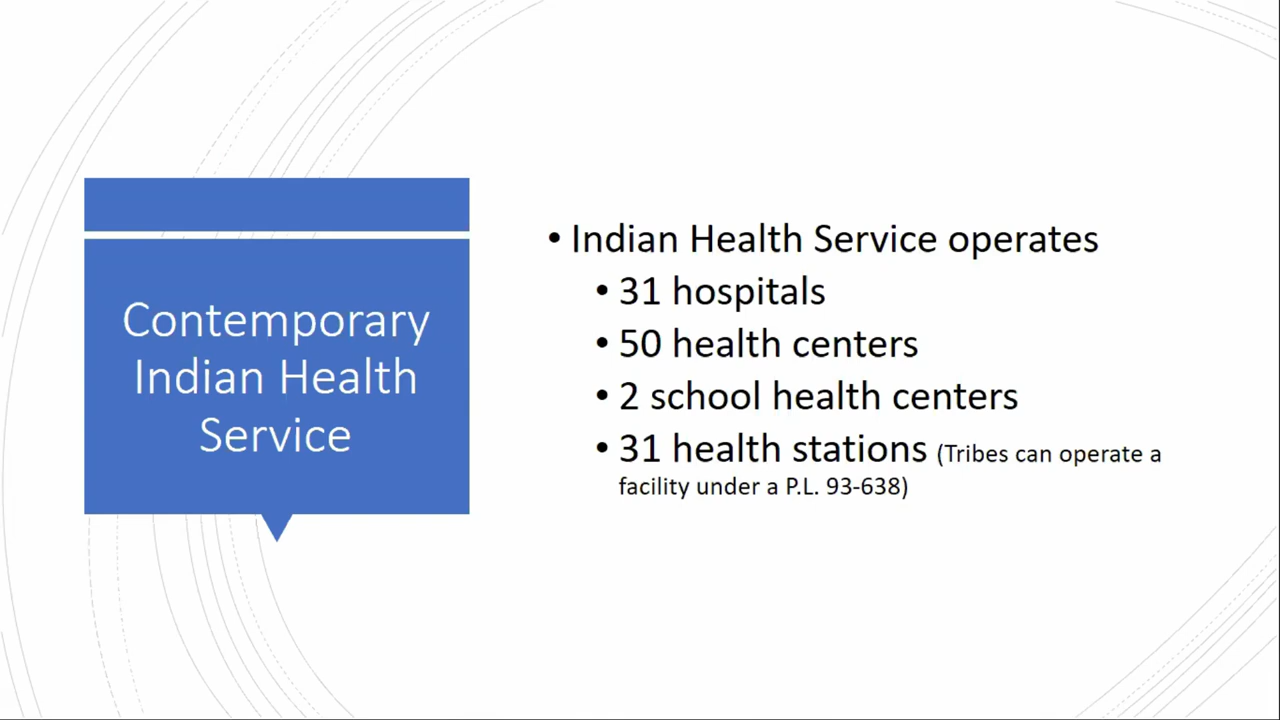 Contemporary
Indian Health
Service
• Indian Health Service operates
• 31 hospitals
• 50 health centers
• 2 school health centers
• 31 health stations (Tribes can operate a
facility under a P.L. 93-638)